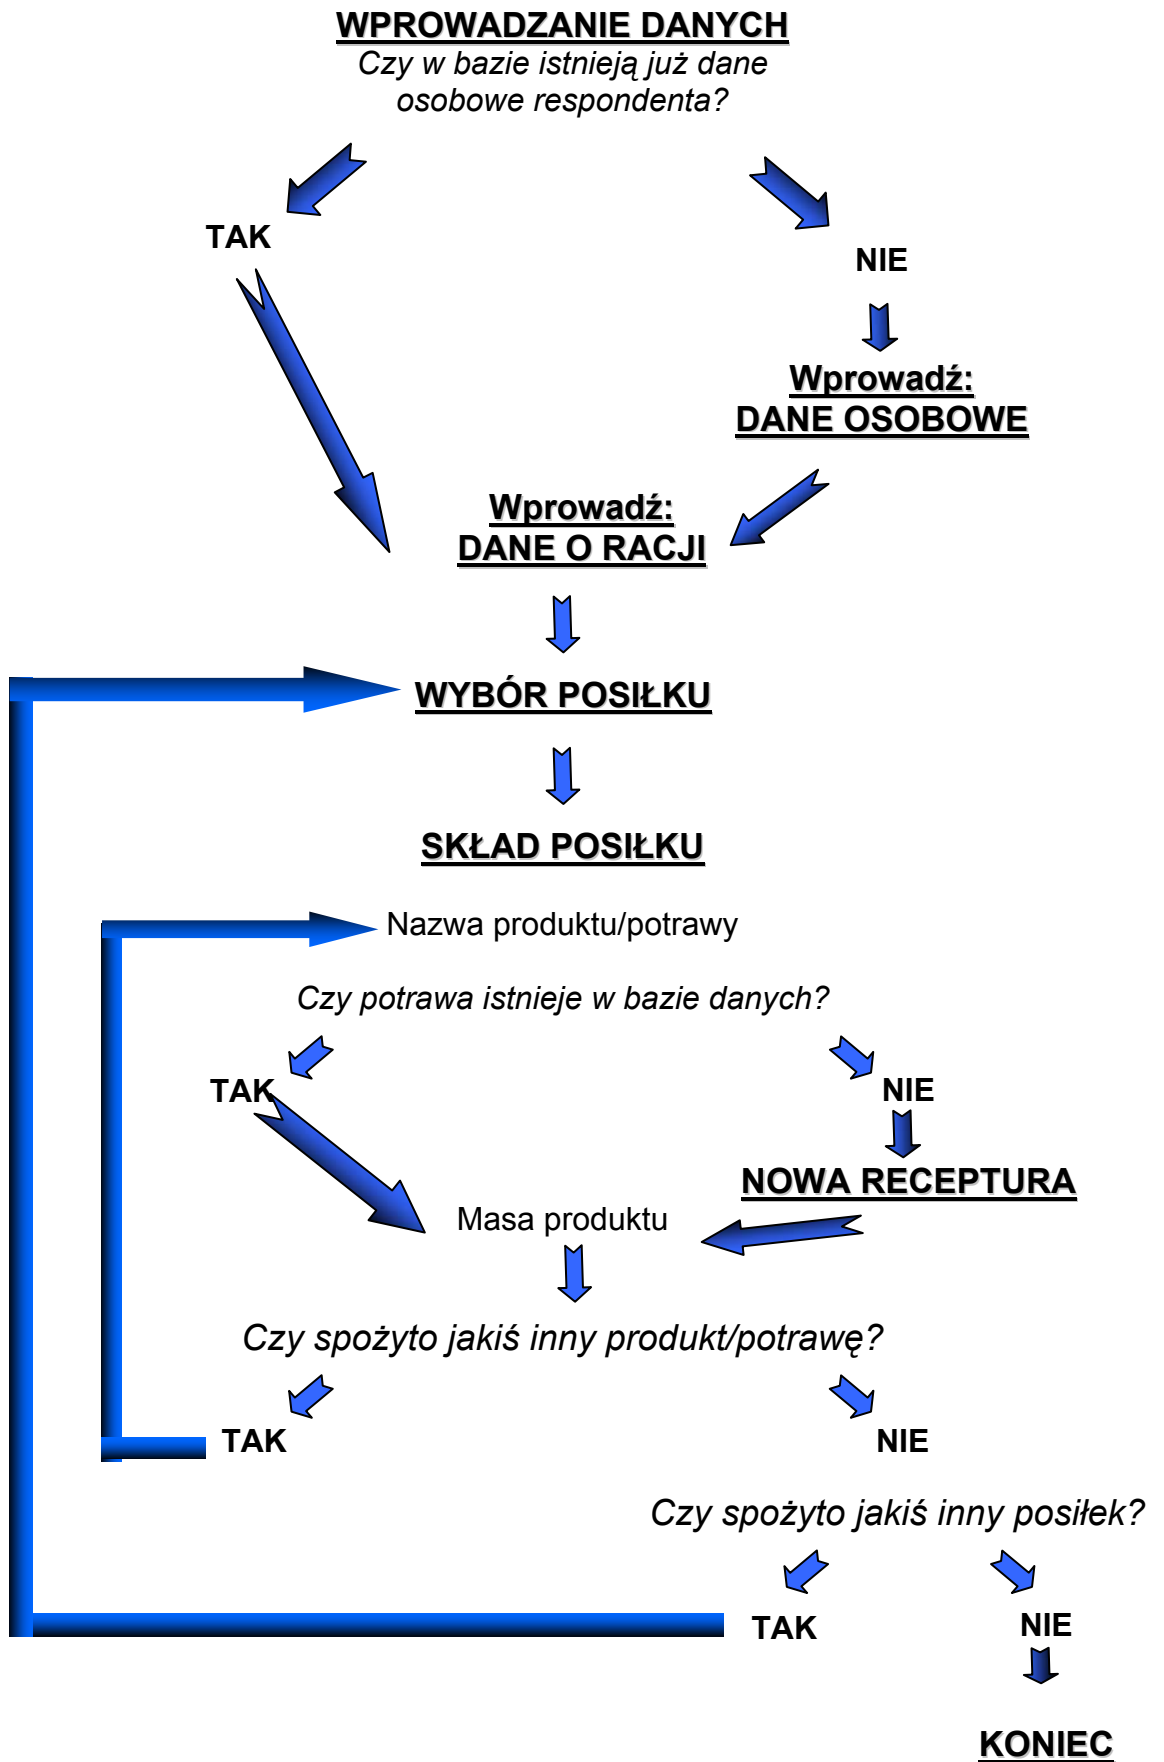 WPROWADZANIE DANYCH
Czy w bazie istnieją już dane
osobowe respondenta?
TAK
NIE
Wprowadź:
DANE OSOBOWE
Wprowadź:
DANE O RACJI
WYBÓR POSIŁKU
SKŁAD POSIŁKU
Nazwa produktu/potrawy
Czy potrawa istnieje w bazie danych?
TAK
NIE
NOWA RECEPTURA
Masa produktu
Czy spożyto jakiś inny produkt/potrawę?
TAK
NIE
Czy spożyto jakiś inny posiłek?
TAK
NIE
KONIEC